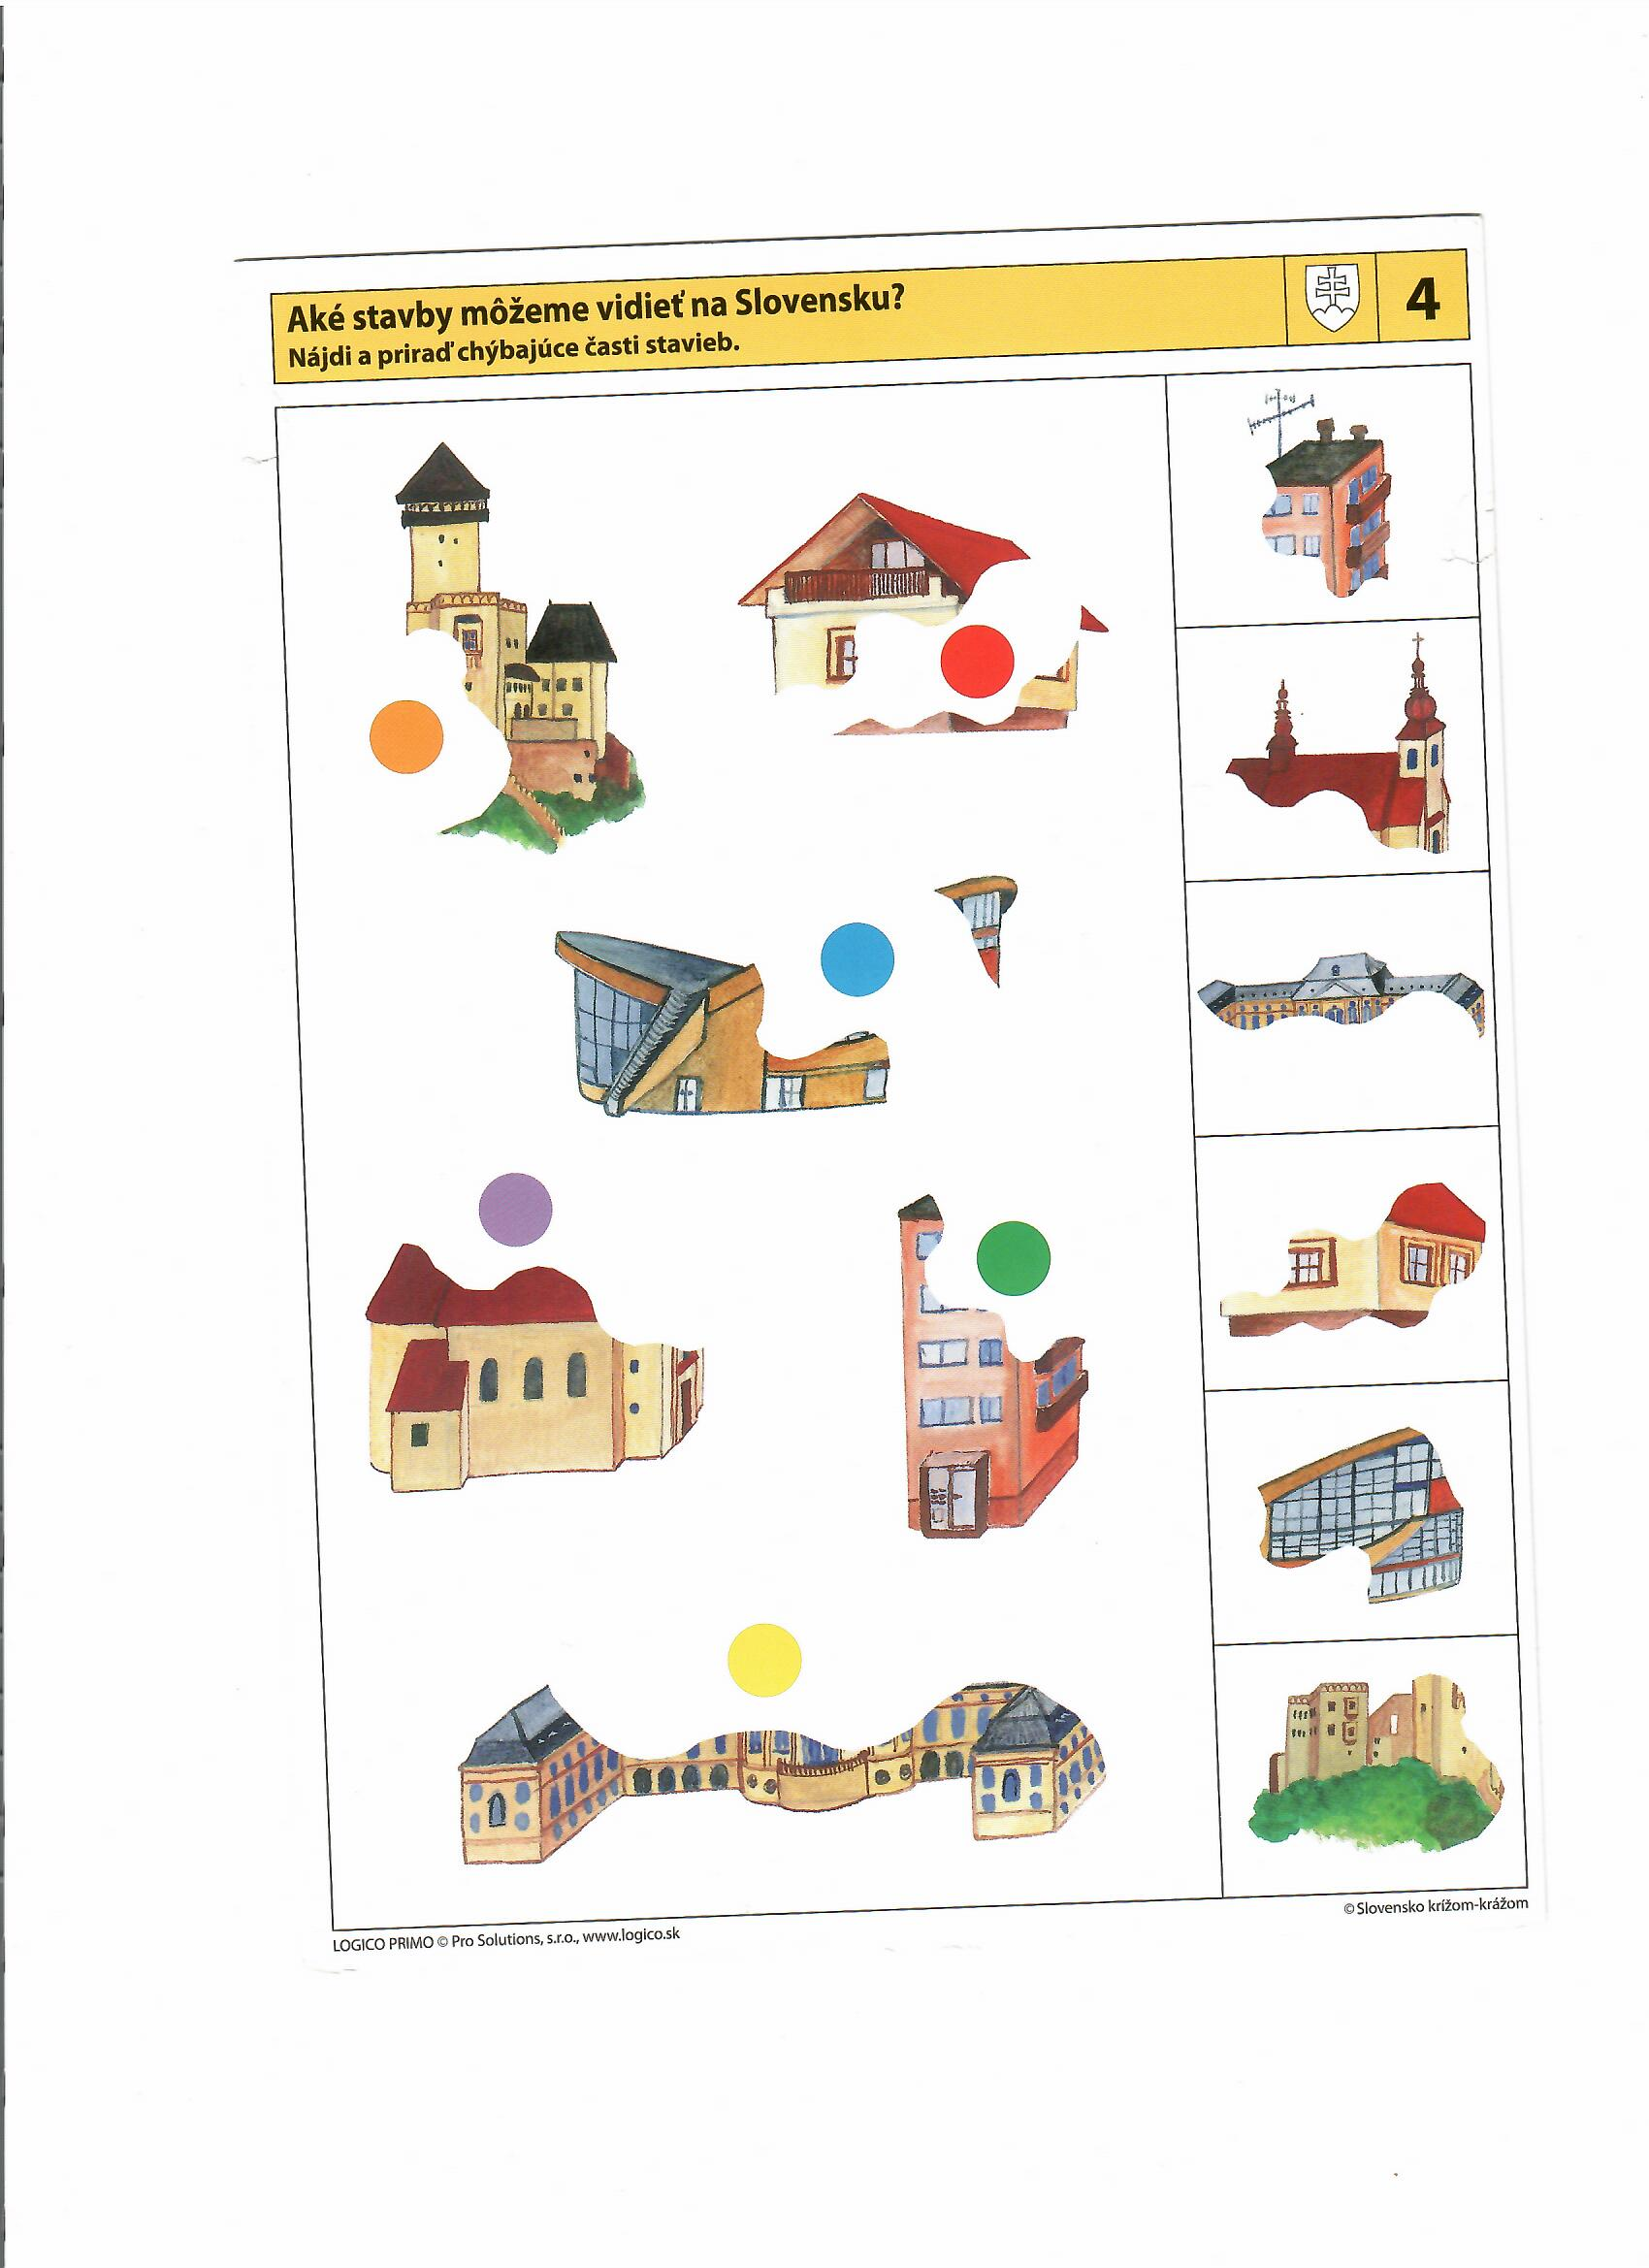 Aké stavby môžeme vidieť na Slovensku?
Nájdi a priraď chýbajúce časti stavieb.
4
LOGICO PRIMO © Pro Solutions, s.r.o., www.logico.sk
© Slovensko krížom-krážom